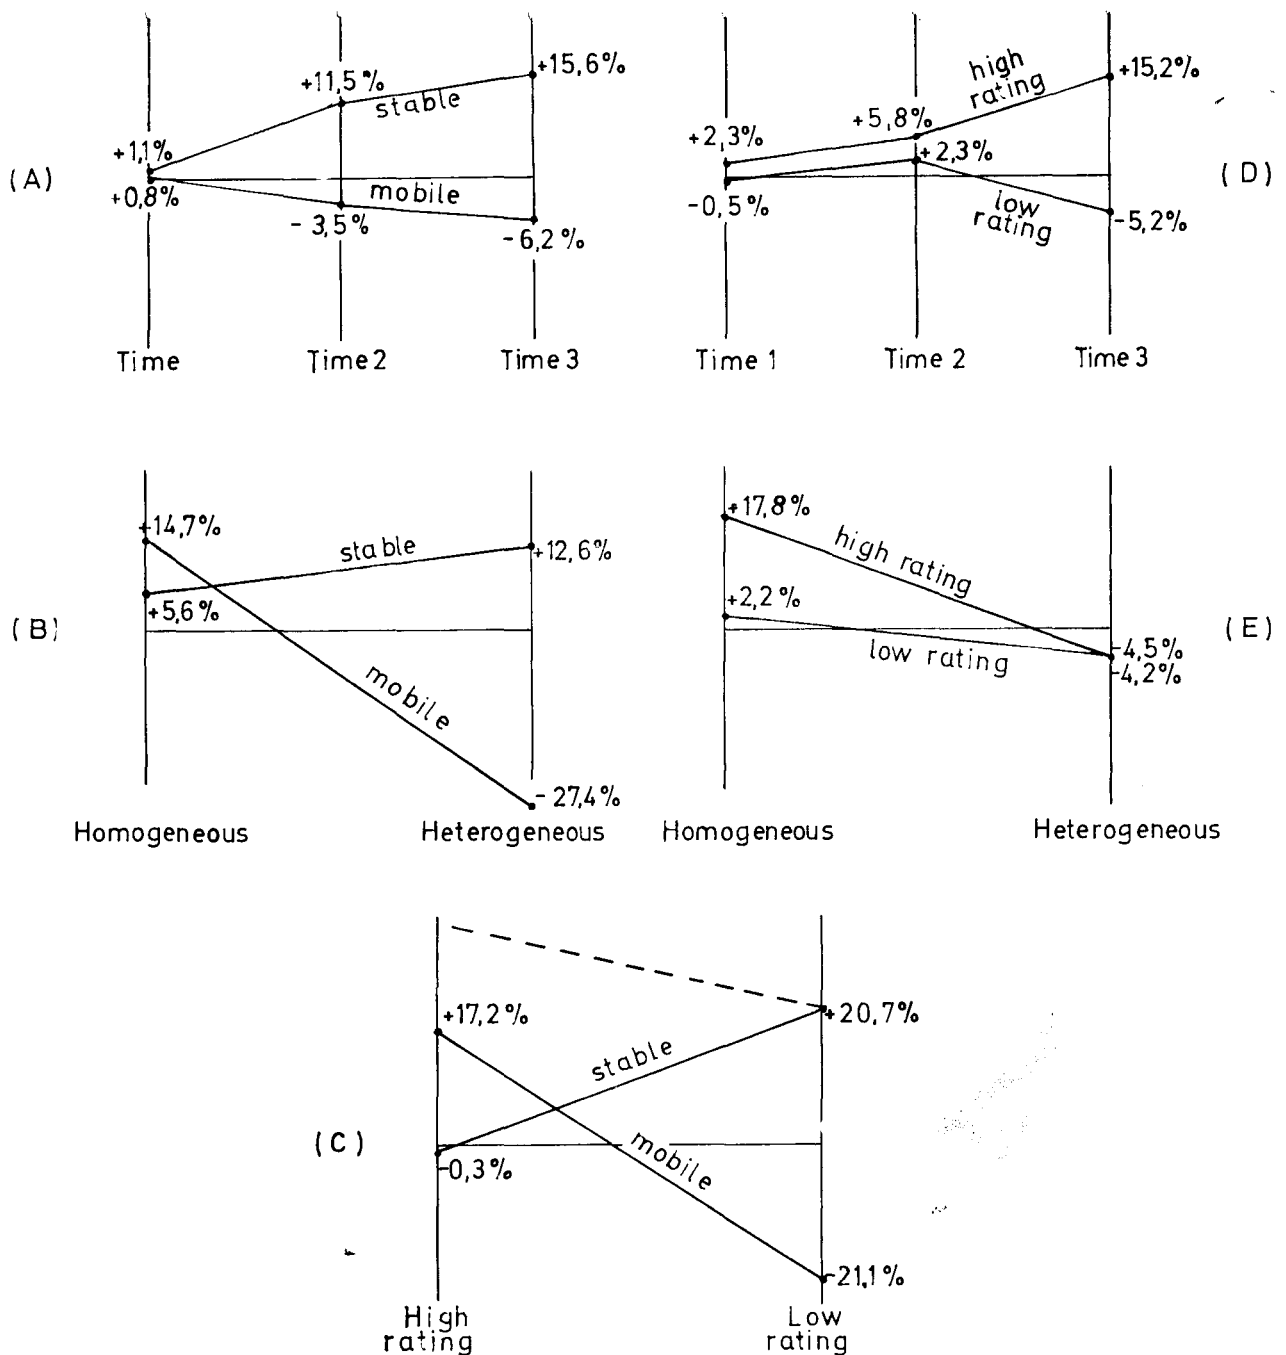 (A)
+1,1%
+0,8%
+11,5%
stable
+15,6%
mobile
-3,5%
-6,2%
Time
Time 2
Time 3
(D)
+2,3%
-0,5%
+5,8%
+2,3%
high
rating
+15,2%
low
rating
-5,2%
Time 1
Time 2
Time 3
(B)
+14,7%
+5,6%
stable
+12,6%
mobile
-27,4%
Homogeneous
Heterogeneous
(E)
+17,8%
high rating
+2,2%
low rating
-4,5%
-4,2%
Homogeneous
Heterogeneous
(C)
+17,2%
+20,7%
stable
mobile
-0,3%
-21,1%
High
rating
Low
rating